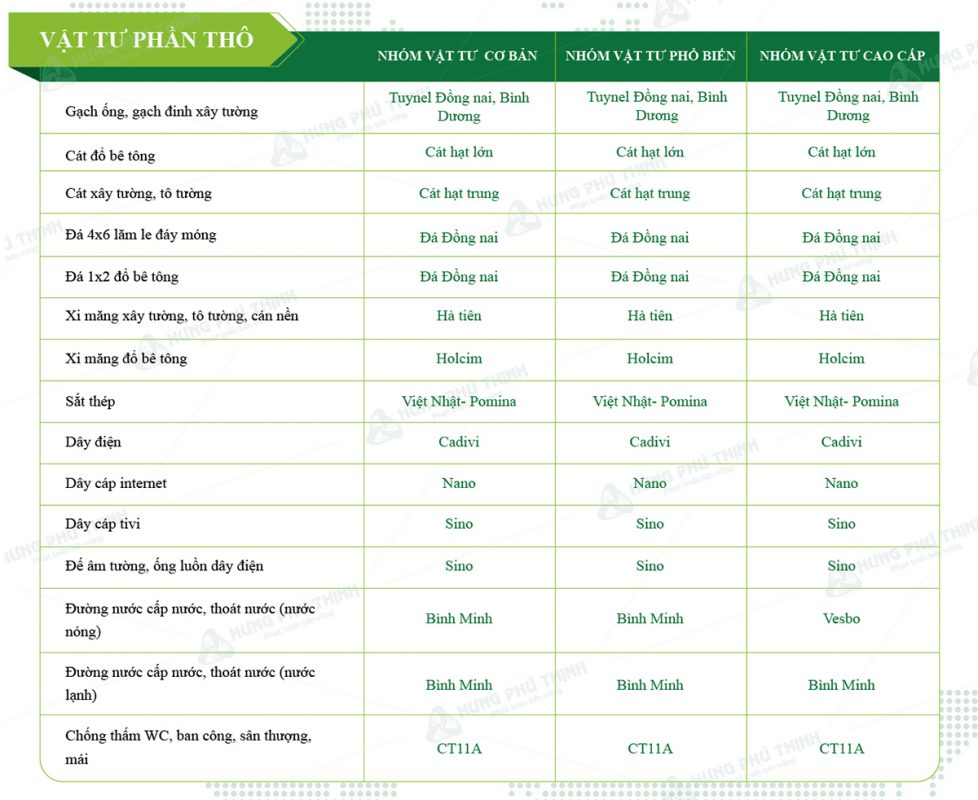 VẬT TƯ PHẦN THÔ
NHÓM VẬT TƯ CƠ BẢN NHÓM VẬT TƯ PHỔ BIẾN NHÓM VẬT TƯ CAO CẤP
Gạch ống, gạch đinh xây tường Tuynel Đồng nai, Bình Dương Tuynel Đồng nai, Bình Dương Tuynel Đồng nai, Bình Dương
Cát đổ bê tông Cát hạt lớn Cát hạt lớn Cát hạt lớn
Cát xây tường, tô tường Cát hạt trung Cát hạt trung Cát hạt trung
Đá 4x6 lăm le đáy móng Đá Đồng nai Đá Đồng nai Đá Đồng nai
Đá 1x2 đổ bê tông Đá Đồng nai Đá Đồng nai Đá Đồng nai
Xi măng xây tường, tô tường, cán nền Hà tiên Hà tiên Hà tiên
Xi măng đổ bê tông Holcim Holcim Holcim
Sắt thép Việt Nhật- Pomina Việt Nhật- Pomina Việt Nhật- Pomina
Dây điện Cadivi Cadivi Cadivi
Dây cáp internet Nano Nano Nano
Dây cáp tivi Sino Sino Sino
Đế âm tường, ống luồn dây điện Sino Sino Sino
Đường nước cấp nước, thoát nước (nước
nóng) Bình Minh Bình Minh Vesbo
Đường nước cấp nước, thoát nước (nước
lạnh) Bình Minh Bình Minh Bình Minh
Chống thấm WC, ban công, sân thượng,
mái CT11A CT11A CT11A
HƯNG PHÚ THỊNH
Phát triển bền vững